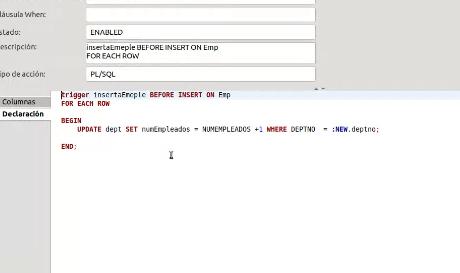 láusula When:
stado: ENABLED
escripción: insertaEmeple BEFORE INSERT ON Emp
FOR EACH ROW
ipo de acción: PL/SQL
Columnas
Declaración
trigger insertaEmople BEFORE INSERT ON Emp
FOR EACH ROW
BEGIN
UPDATE dept SET numEmpleados = NUMEMPLEADOS +1 WHERE DEPTNO = :NEW.deptno;
END;